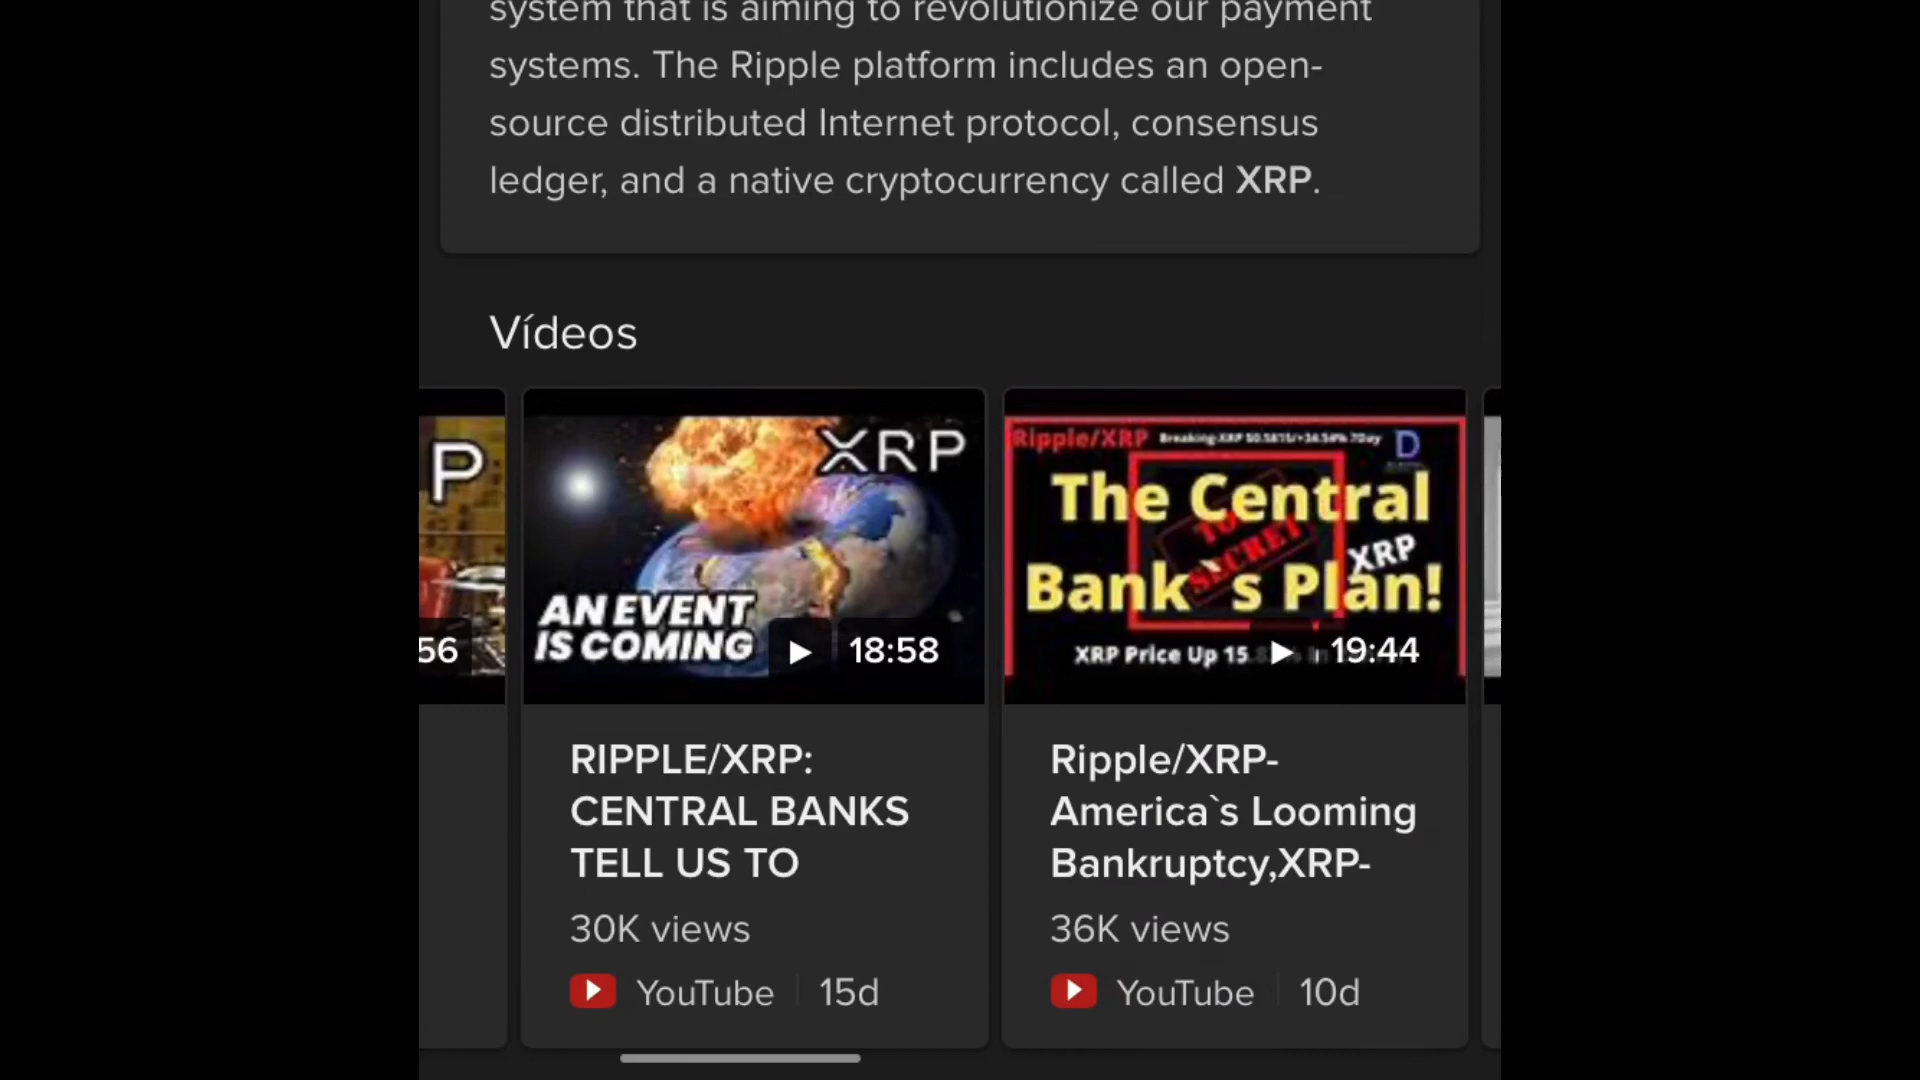 system that is aiming to revolutionize our payment
systems. The Ripple platform includes an open-
source distributed Internet protocol, consensus
ledger, and a native cryptocurrency called XRP.
Vídeos
P
56
XRP
AN EVENT
IS COMING
18:58
Ripple/XRP
D
The Central
TOP
SECRET
XRP
Bank`s Plan!
XRP Price Up 15
19:44
RIPPLE/XRP:
CENTRAL BANKS
TELL US TO
30K views
YouTube
15d
Ripple/XRP-
America`s Looming
Bankruptcy,XRP-
36K views
YouTube
10d